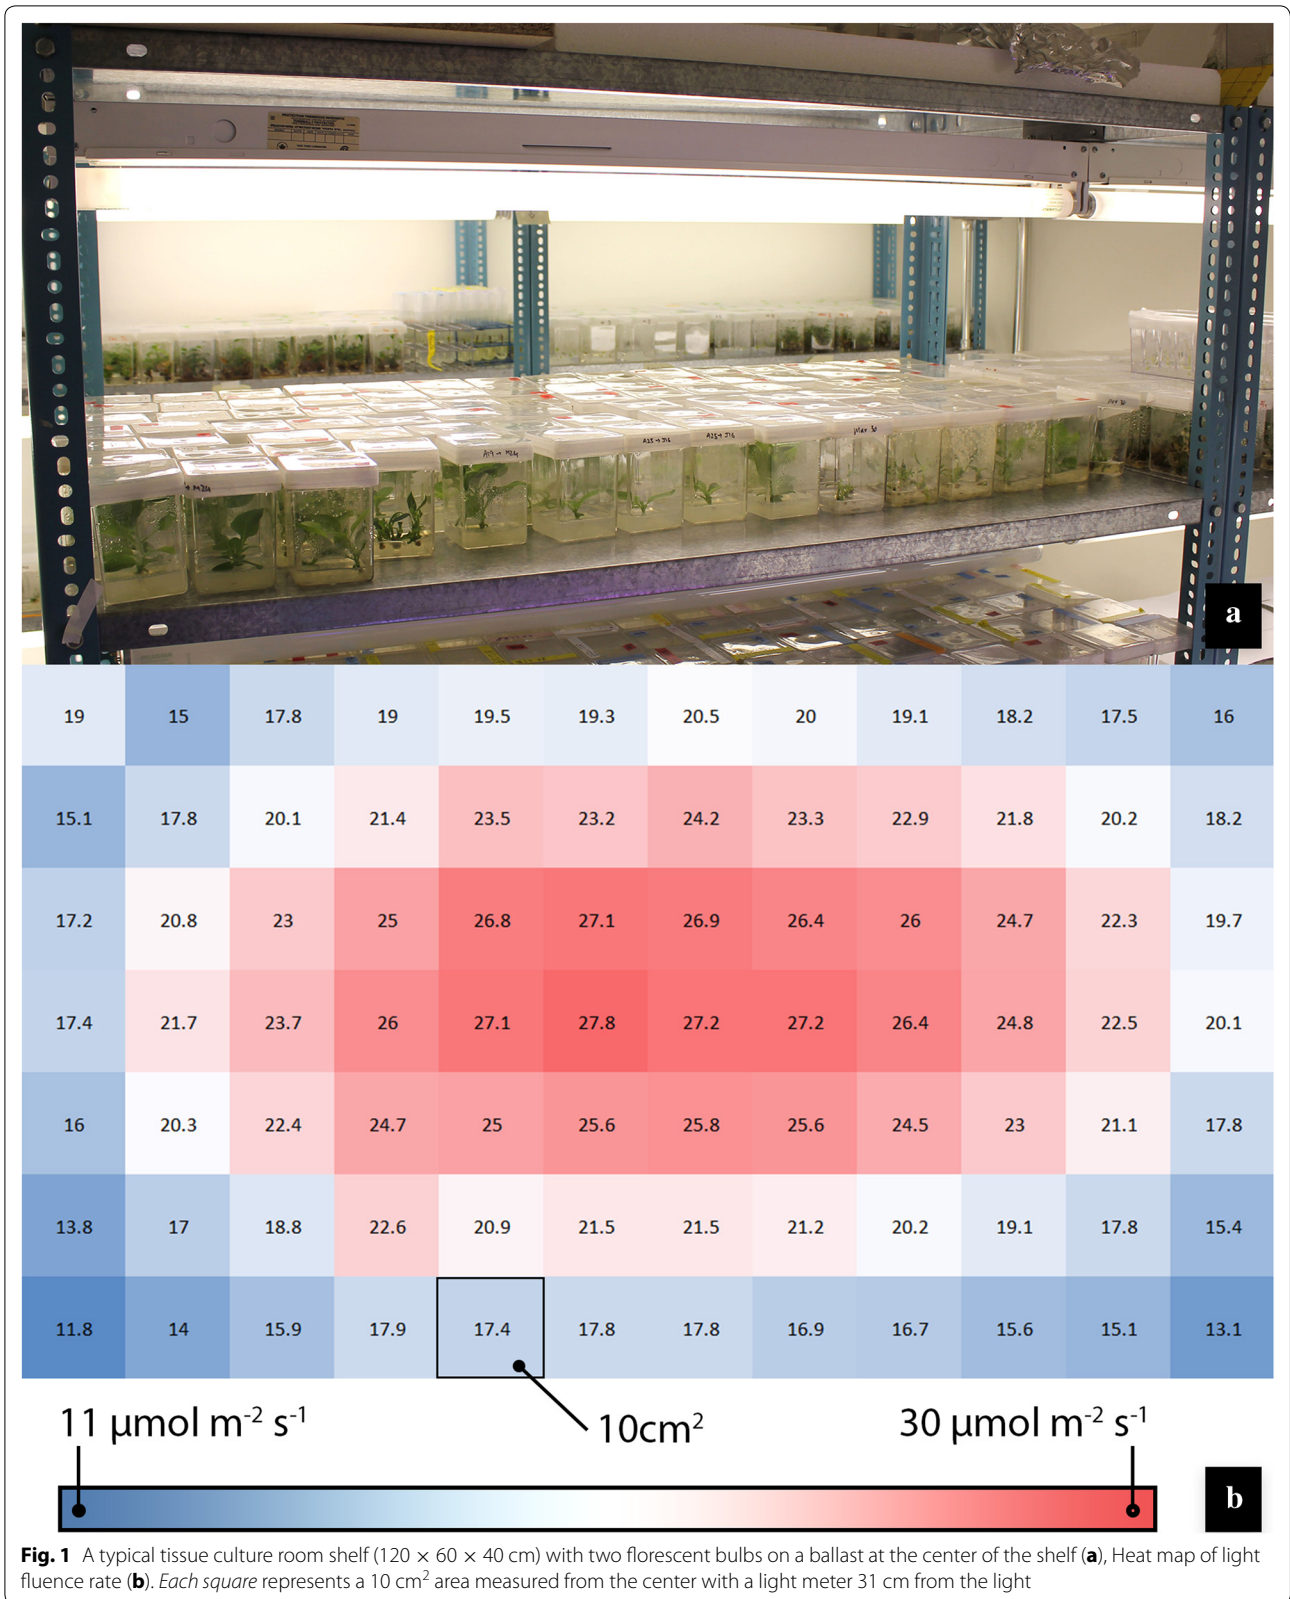 A19 → M24
A25 → J16
A25 → J16
Mar 30
→ M24
a
19 15 17.8 19 19.5 19.3 20.5 20 19.1 18.2 17.5 16
15.1 17.8 20.1 21.4 23.5 23.2 24.2 23.3 22.9 21.8 20.2 18.2
17.2 20.8 23 25 26.8 27.1 26.9 26.4 26 24.7 22.3 19.7
17.4 21.7 23.7 26 27.1 27.8 27.2 27.2 26.4 24.8 22.5 20.1
16 20.3 22.4 24.7 25 25.6 25.8 25.6 24.5 23 21.1 17.8
13.8 17 18.8 22.6 20.9 21.5 21.5 21.2 20.2 19.1 17.8 15.4
11.8 14 15.9 17.9 17.4 17.8 17.8 16.9 16.7 15.6 15.1 13.1
11 μmol m⁻² s⁻¹ 10cm² 30 μmol m⁻² s⁻¹
b
Fig. 1 A typical tissue culture room shelf (120 × 60 × 40 cm) with two florescent bulbs on a ballast at the center of the shelf (a), Heat map of light
fluence rate (b). Each square represents a 10 cm² area measured from the center with a light meter 31 cm from the light